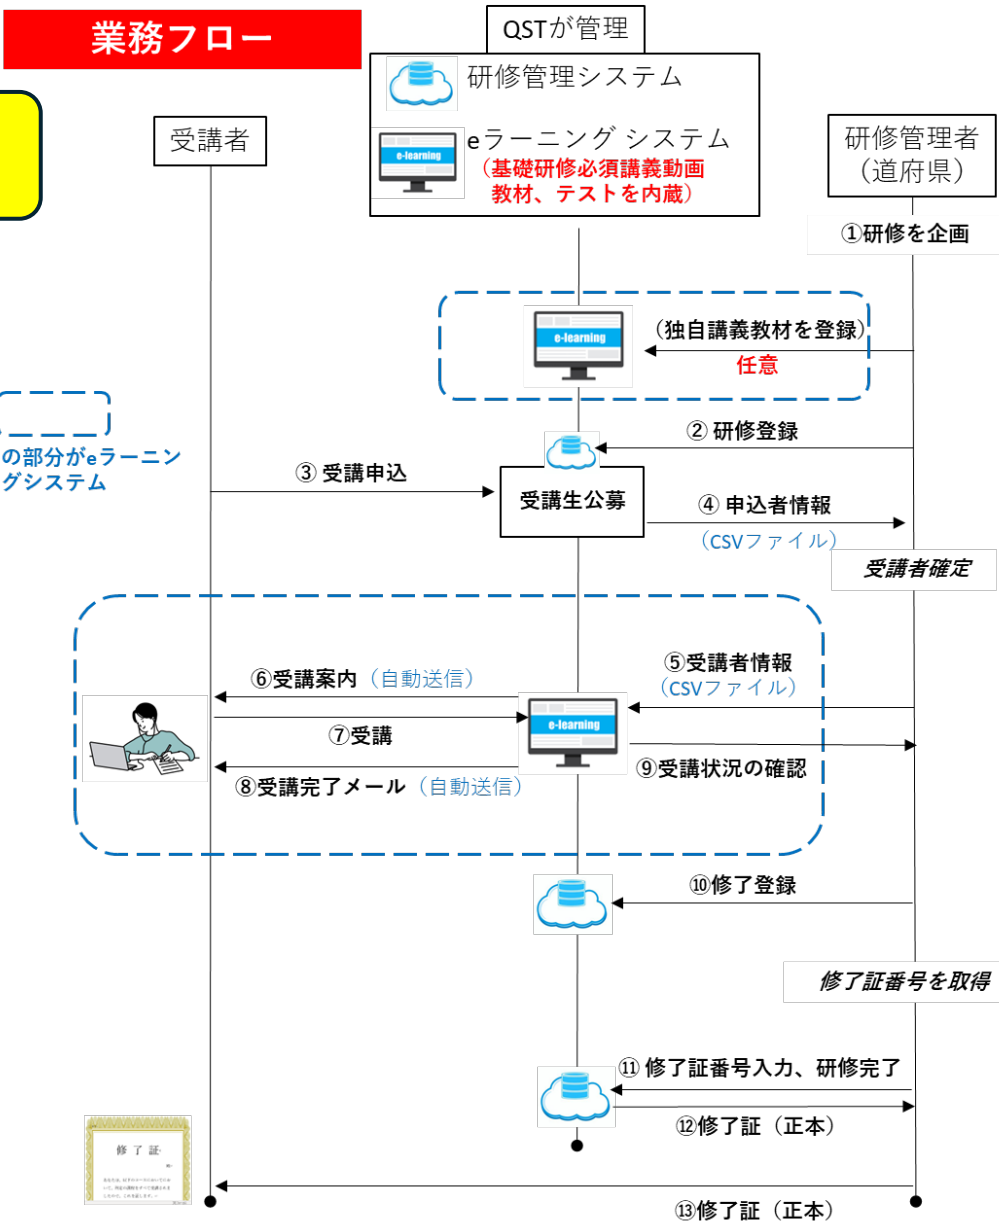 業務フロー
QSTが管理
研修管理システム
e-learning
eラーニング システム
（基礎研修必須講義動画
教材、テストを内蔵）
受講者
研修管理者
（道府県）
①研修を企画
e-learning
（独自講義教材を登録）
任意
の部分がeラーニン
グシステム
② 研修登録
③ 受講申込
受講生公募
④ 申込者情報
（CSVファイル）
受講者確定
⑤受講者情報
（CSVファイル）
⑥受講案内（自動送信）
e-learning
⑦受講
⑧受講完了メール（自動送信）
⑨受講状況の確認
⑩修了登録
修了証番号を取得
⑪ 修了証番号入力、研修完了
⑫修了証（正本）
修 了 証
⑬修了証（正本）